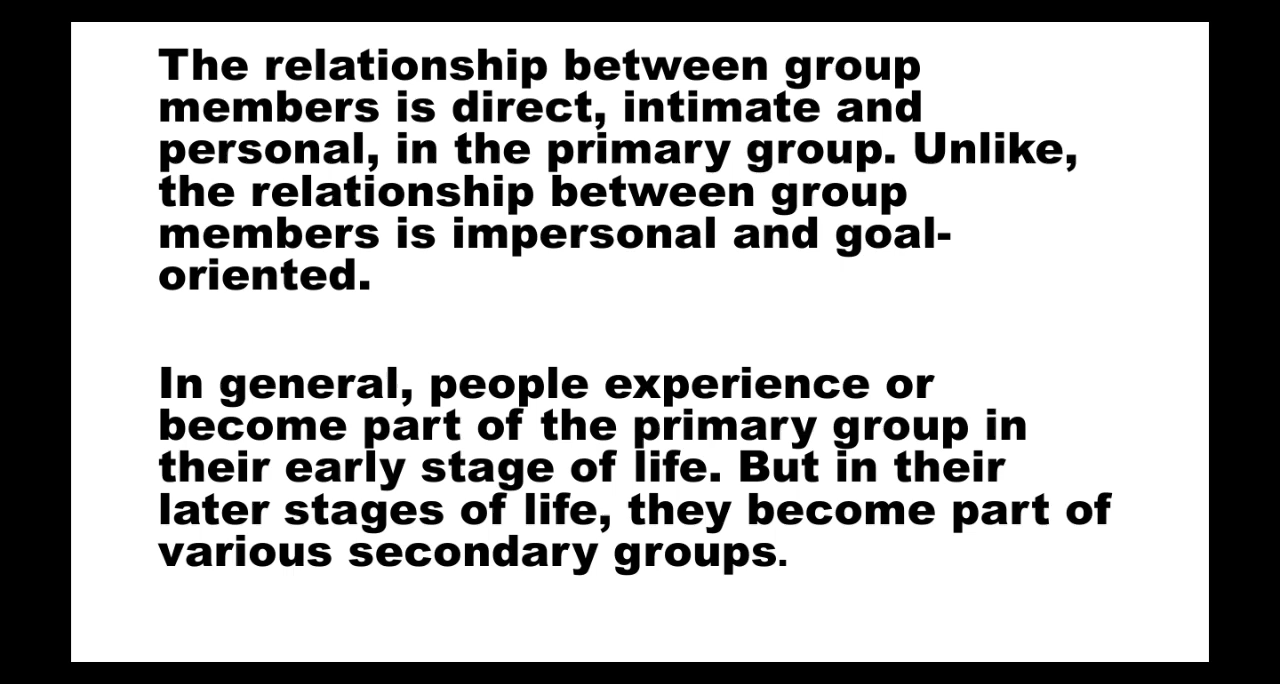 The relationship between group
members is direct, intimate and
personal, in the primary group. Unlike,
the relationship between group
members is impersonal and goal-
oriented.
In general, people experience or
become part of the primary group in
their early stage of life. But in their
later stages of life, they become part of
various secondary groups.